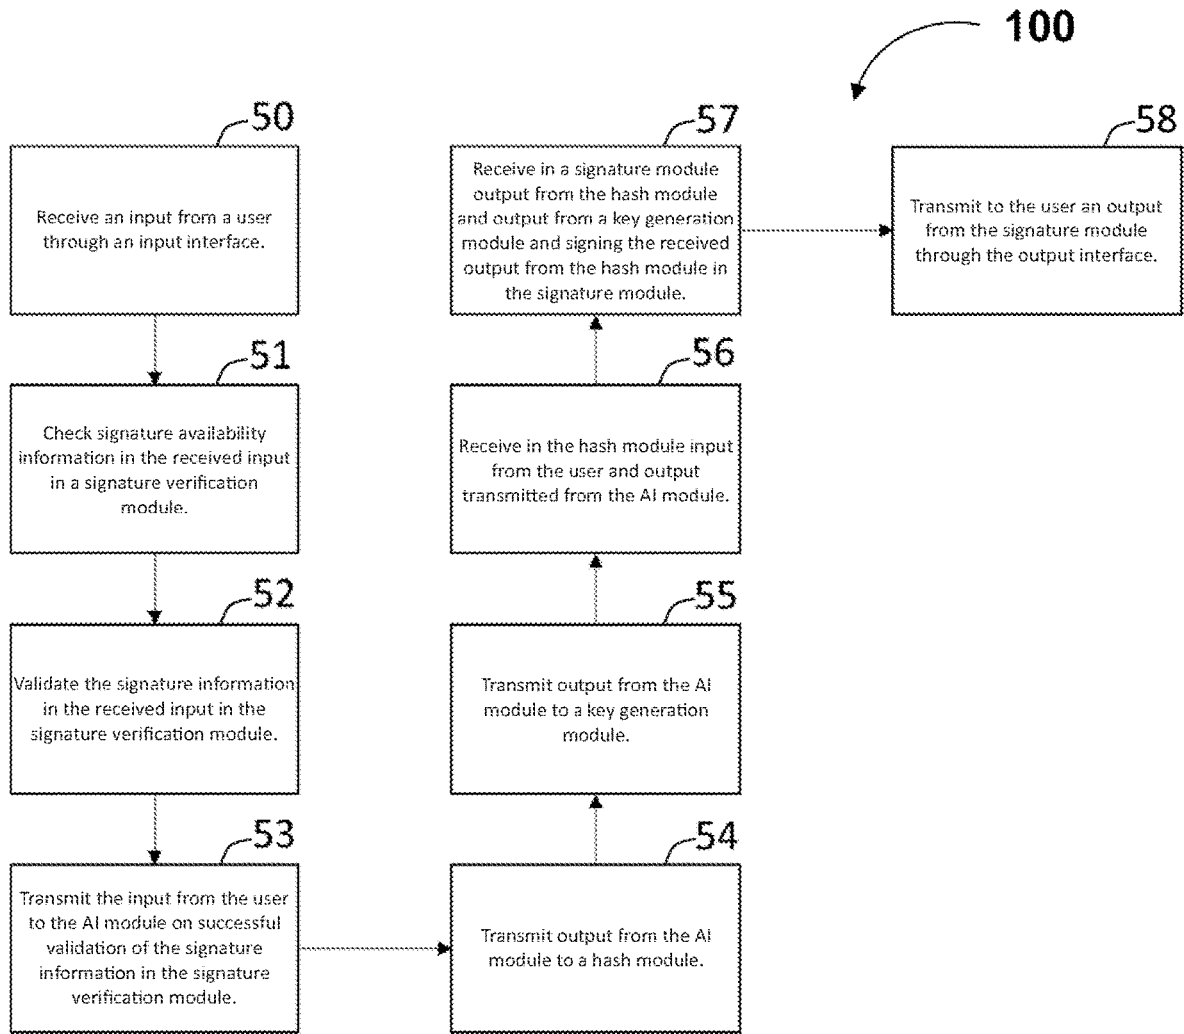 100
50
Receive an input from a user
through an input interface.
51
Check signature availability
information in the received input
in a signature verification
module.
52
Validate the signature information
in the received input in the
signature verification module.
53
Transmit the input from the user
to the AI module on successful
validation of the signature
information in the signature
verification module.
54
Transmit output from the AI
module to a hash module.
55
Transmit output from the AI
module to a key generation
module.
56
Receive in the hash module input
from the user and output
transmitted from the AI module.
57
Receive in a signature module
output from the hash module
and output from a key generation
module and signing the received
output from the hash module in
the signature module.
58
Transmit to the user an output
from the signature module
through the output interface.